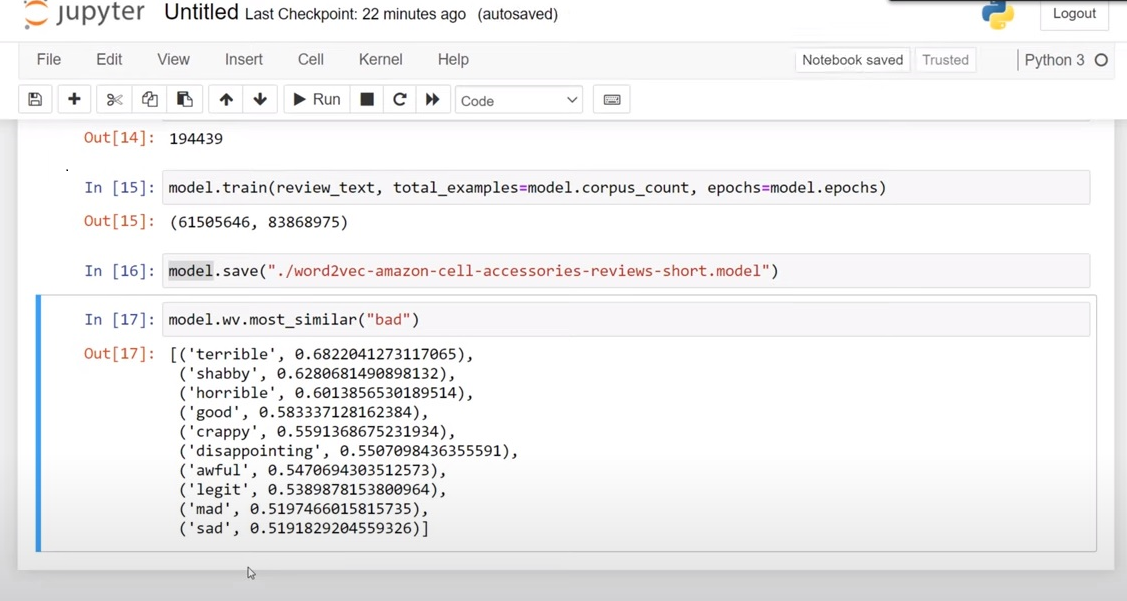 jupyter Untitled Last Checkpoint: 22 minutes ago (autosaved)
Logout
File Edit View Insert Cell Kernel Help
Notebook saved Trusted Python 3
Run Code
Out[14]: 194439
In [15]: model.train(review_text, total_examples=model.corpus_count, epochs=model.epochs)
Out[15]: (61505646, 83868975)
In [16]: model.save("./word2vec-amazon-cell-accessories-reviews-short.model")
In [17]: model.wv.most_similar("bad")
Out[17]: [('terrible', 0.6822041273117065),
('shabby', 0.6280681490898132),
('horrible', 0.6013856530189514),
('good', 0.583337128162384),
('crappy', 0.5591368675231934),
('disappointing', 0.5507098436355591),
('awful', 0.5470694303512573),
('legit', 0.5389878153800964),
('mad', 0.5197466015815735),
('sad', 0.5191829204559326)]